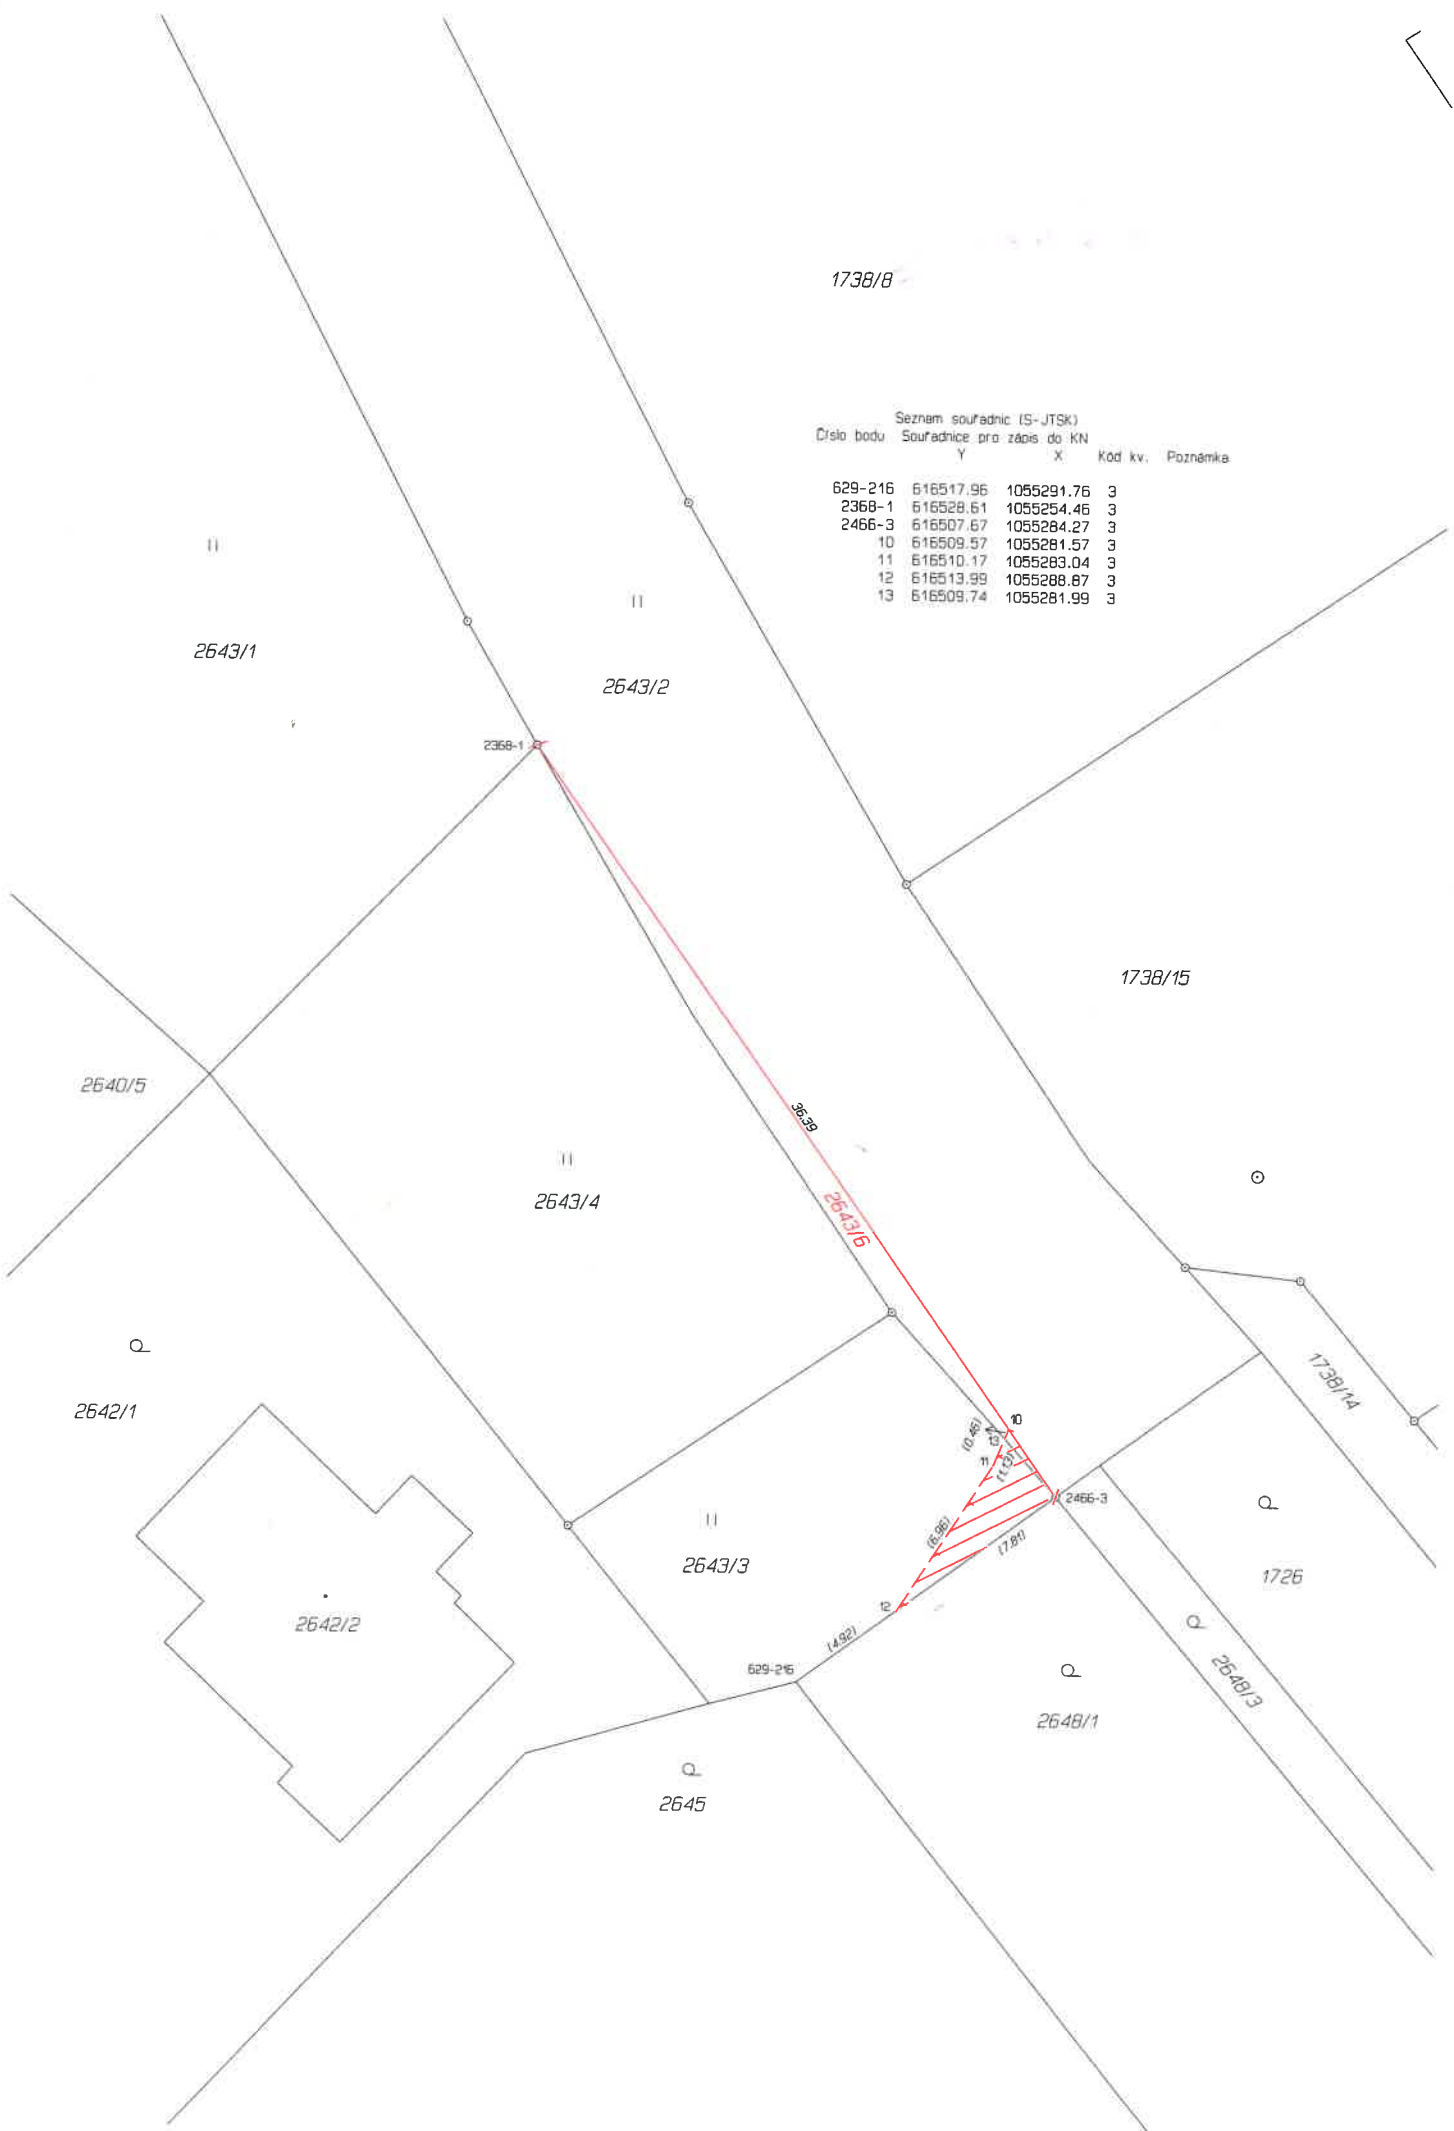 1738/8
Seznam souřadnic (S-JTSK)
Číslo bodu Souřadnice pro zápis do KN
Y X Kód kv. Poznámka
629-216 616517.96 1055291.76 3
2368-1 616528.61 1055254.46 3
2466-3 616507.67 1055284.27 3
10 616509.57 1055281.57 3
11 616510.17 1055283.04 3
12 616513.99 1055288.87 3
13 616509.74 1055281.99 3
2643/1
2643/2
2368-1
1738/15
2640/5
36.39
2643/4
2643/6
2642/1
1738/14
10
(0.46)
13
11
(1.13)
2466-3
(6.96)
(7.81)
2643/3
1726
12
2642/2
(4.92)
629-216
2648/3
2648/1
2645